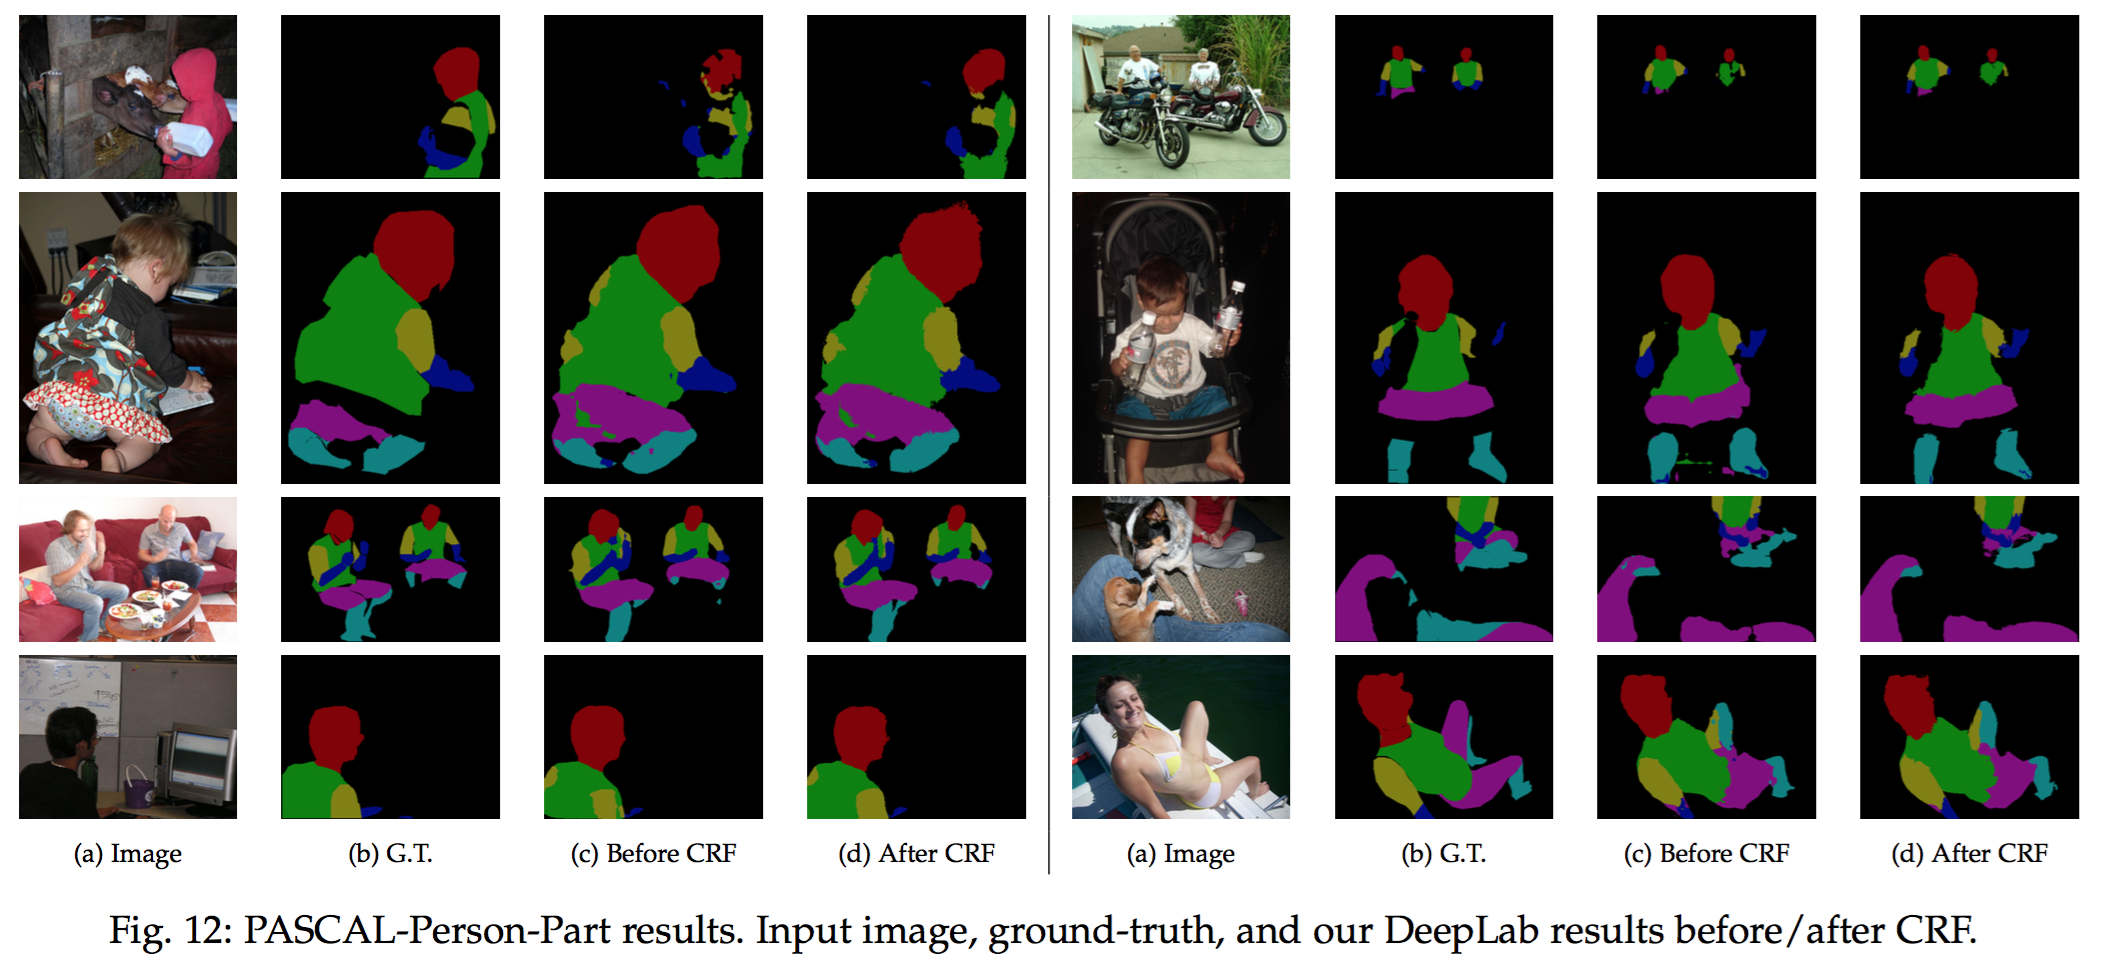 (a) Image
(b) G.T.
(c) Before CRF
(d) After CRF
(a) Image
(b) G.T.
(c) Before CRF
(d) After CRF
Fig. 12: PASCAL-Person-Part results. Input image, ground-truth, and our DeepLab results before/after CRF.